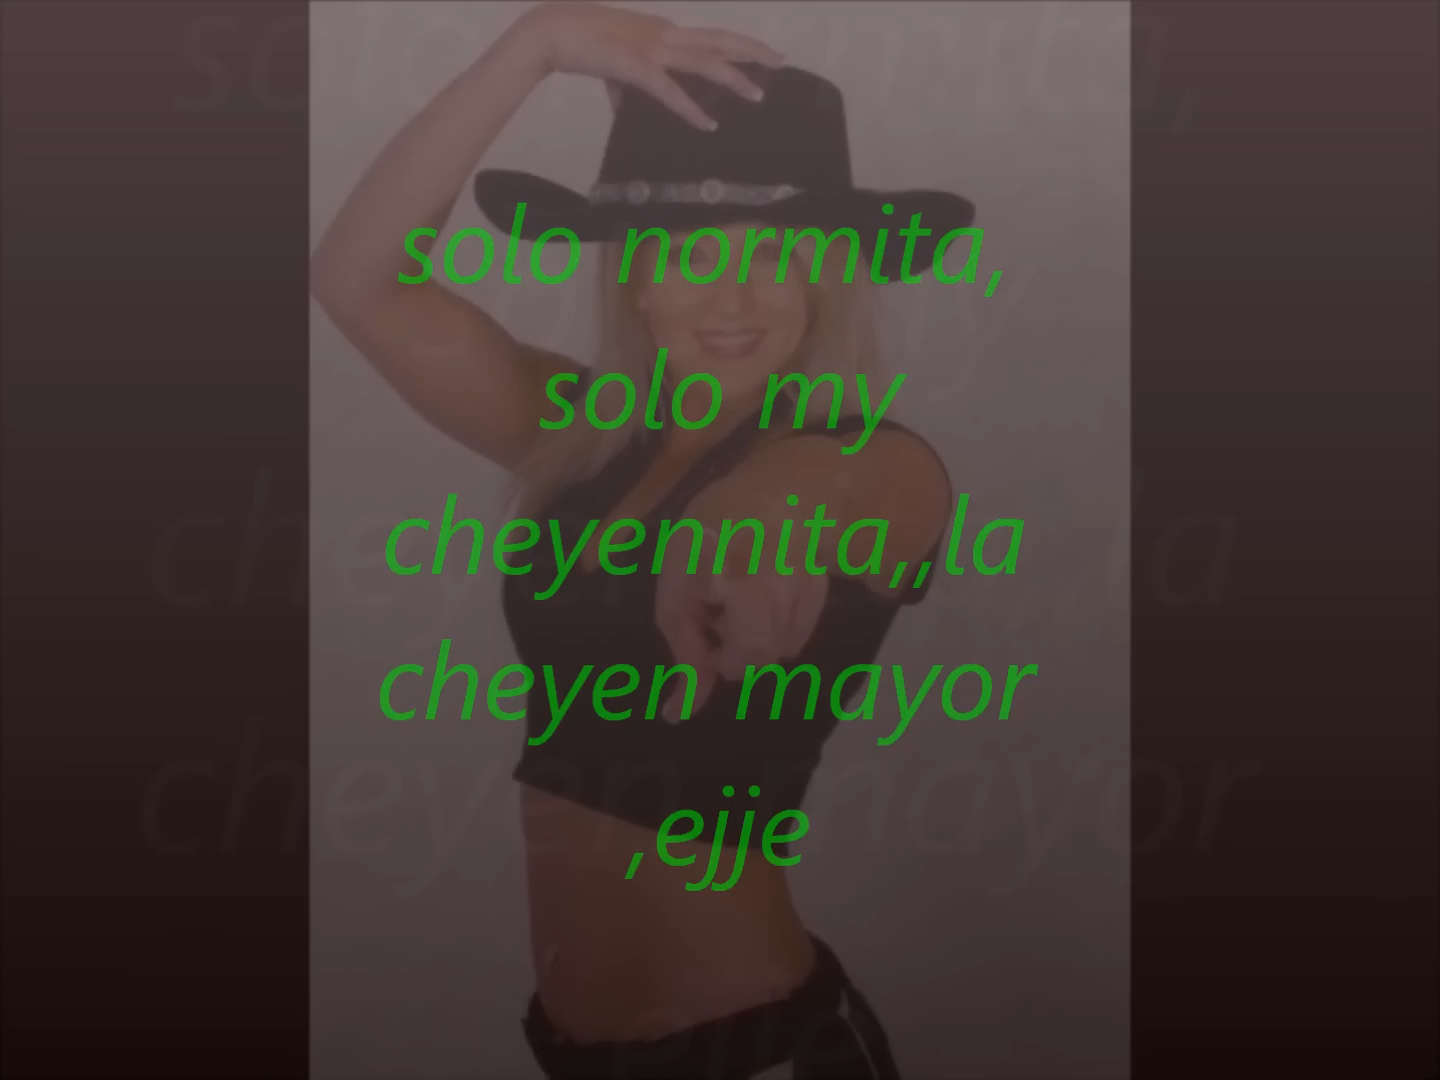 solo normita,
solo my
cheyennita,,la
cheyen mayor
,ejje